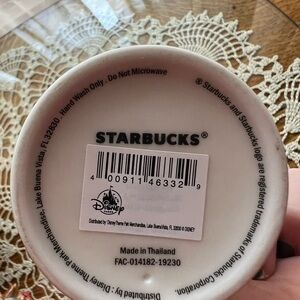 Hand Wash Only . Do Not Microwave
® Starbucks and Starbucks logo are registered trademarks of Starbucks Corporation.
Distributed by: Disney Theme Park Merchandise, Lake Buena Vista, FL 32830 .
STARBUCKS®
4 00911 46332 9
Disney
PARKS
Distributed by: Disney Theme Park Merchandise, Lake Buena Vista, FL 32830 © DISNEY
Made in Thailand
FAC-014182-19230